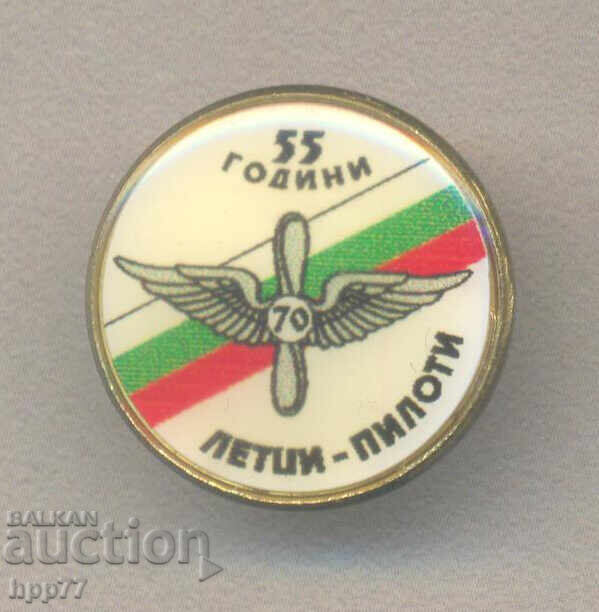 55
ГОДИНИ
70
ЛЕТЦИ - ПИЛОТИ
BALKAN
auction
hpp77